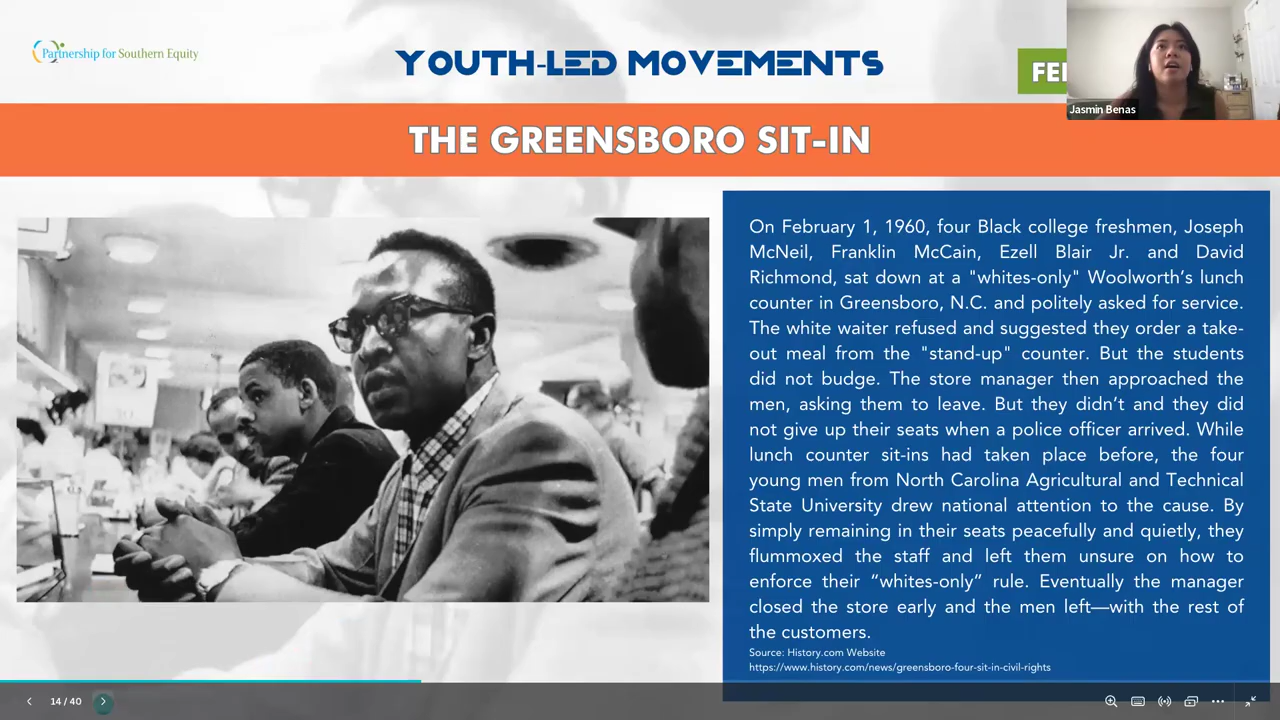 Partnership for Southern Equity
YOUTH-LED MOVEMENTS
Jasmin Benas
THE GREENSBORO SIT-IN
On February 1, 1960, four Black college freshmen, Joseph
McNeil, Franklin McCain, Ezell Blair Jr. and David
Richmond, sat down at a "whites-only" Woolworth’s lunch
counter in Greensboro, N.C. and politely asked for service.
The white waiter refused and suggested they order a take-
out meal from the "stand-up" counter. But the students
did not budge. The store manager then approached the
men, asking them to leave. But they didn’t and they did
not give up their seats when a police officer arrived. While
lunch counter sit-ins had taken place before, the four
young men from North Carolina Agricultural and Technical
State University drew national attention to the cause. By
simply remaining in their seats peacefully and quietly, they
flummoxed the staff and left them unsure on how to
enforce their “whites-only” rule. Eventually the manager
closed the store early and the men left—with the rest of
the customers.
Source: History.com Website
https://www.history.com/news/greensboro-four-sit-in-civil-rights
14 / 40